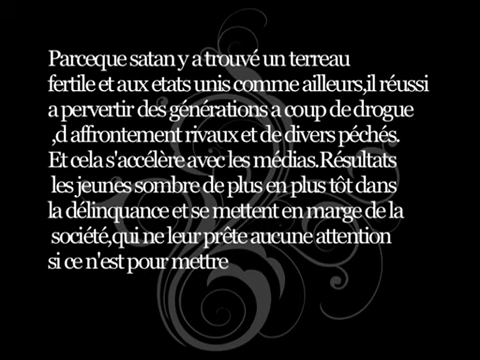 Parceque satan y a trouvé un terreau
fertile et aux etats unis comme ailleurs,il réussi
a pervertir des générations a coup de drogue
,d affrontement rivaux et de divers péchés.
Et cela s'accélère avec les médias.Résultats
les jeunes sombre de plus en plus tôt dans
la délinquance et se mettent en marge de la
société,qui ne leur prête aucune attention
si ce n'est pour mettre